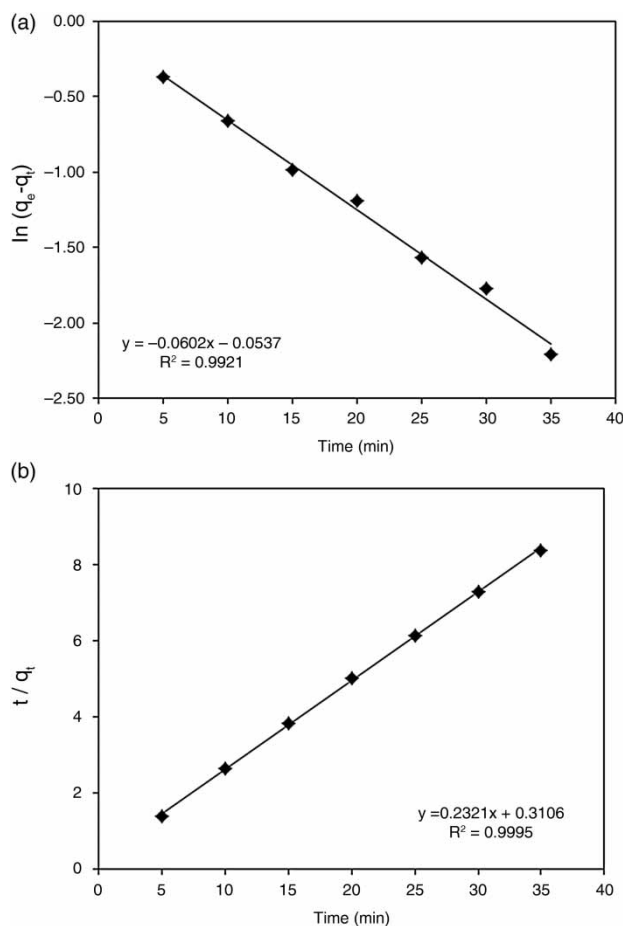 (a)
0.00
−0.50
−1.00
−1.50
−2.00
−2.50
ln (qe-qt)
y = −0.0602x − 0.0537
R² = 0.9921
0 5 10 15 20 25 30 35 40
Time (min)
(b)
10
8
6
4
2
0
t / qt
y =0.2321x + 0.3106
R² = 0.9995
0 5 10 15 20 25 30 35 40
Time (min)